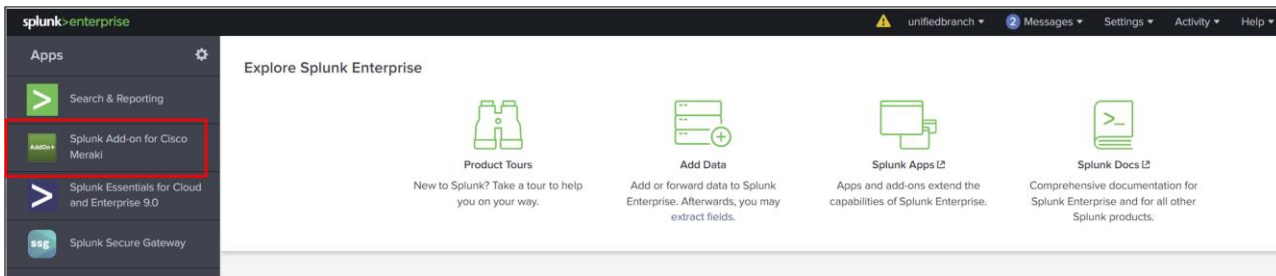 splunk>enterprise
unifiedbranch
2 Messages
Settings
Activity
Help
Apps
Search & Reporting
AddOn+
Splunk Add-on for Cisco
Meraki
Splunk Essentials for Cloud
and Enterprise 9.0
ssg
Splunk Secure Gateway
Explore Splunk Enterprise
Product Tours
New to Splunk? Take a tour to help
you on your way.
Add Data
Add or forward data to Splunk
Enterprise. Afterwards, you may
extract fields.
Splunk Apps
Apps and add-ons extend the
capabilities of Splunk Enterprise.
Splunk Docs
Comprehensive documentation for
Splunk Enterprise and for all other
Splunk products.